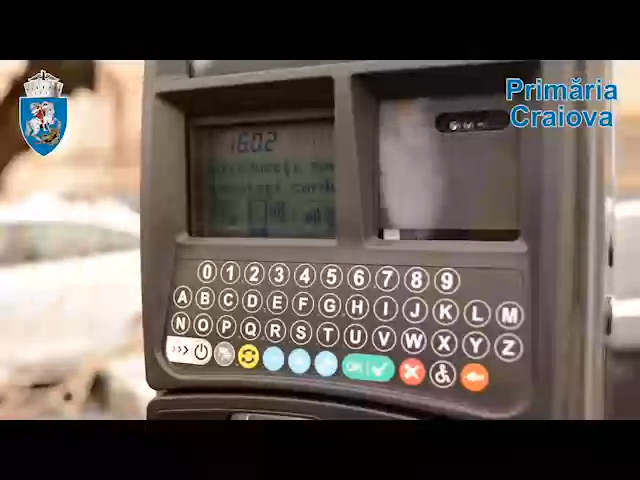 Primăria
Craiova
16:02
0 1 2 3 4 5 6 7 8 9
A B C D E F G H I J K L M
N O P Q R S T U V W X Y Z
OK